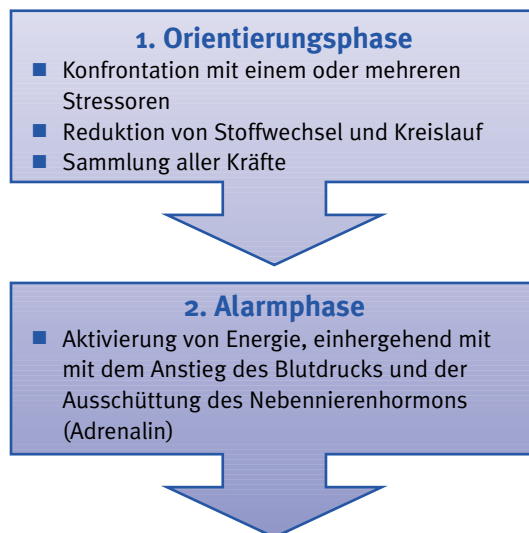 1. Orientierungsphase
■ Konfrontation mit einem oder mehreren
Stressoren
■ Reduktion von Stoffwechsel und Kreislauf
■ Sammlung aller Kräfte
2. Alarmphase
■ Aktivierung von Energie, einhergehend mit
mit dem Anstieg des Blutdrucks und der
Ausschüttung des Nebennierenhormons
(Adrenalin)